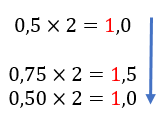 0,5 × 2 = 1,0
0,75 × 2 = 1,5
0,50 × 2 = 1,0